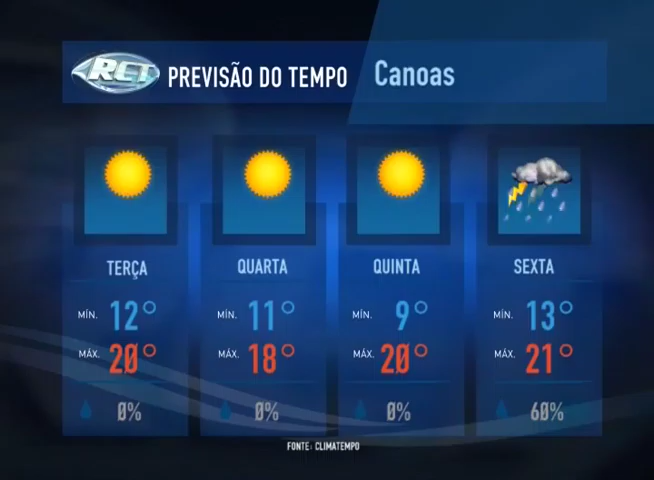 RCT PREVISÃO DO TEMPO Canoas
TERÇA QUARTA QUINTA SEXTA
MÍN. 12° MÍN. 11° MÍN. 9° MÍN. 13°
MÁX. 20° MÁX. 18° MÁX. 20° MÁX. 21°
0% 0% 0% 60%
FONTE: CLIMATEMPO